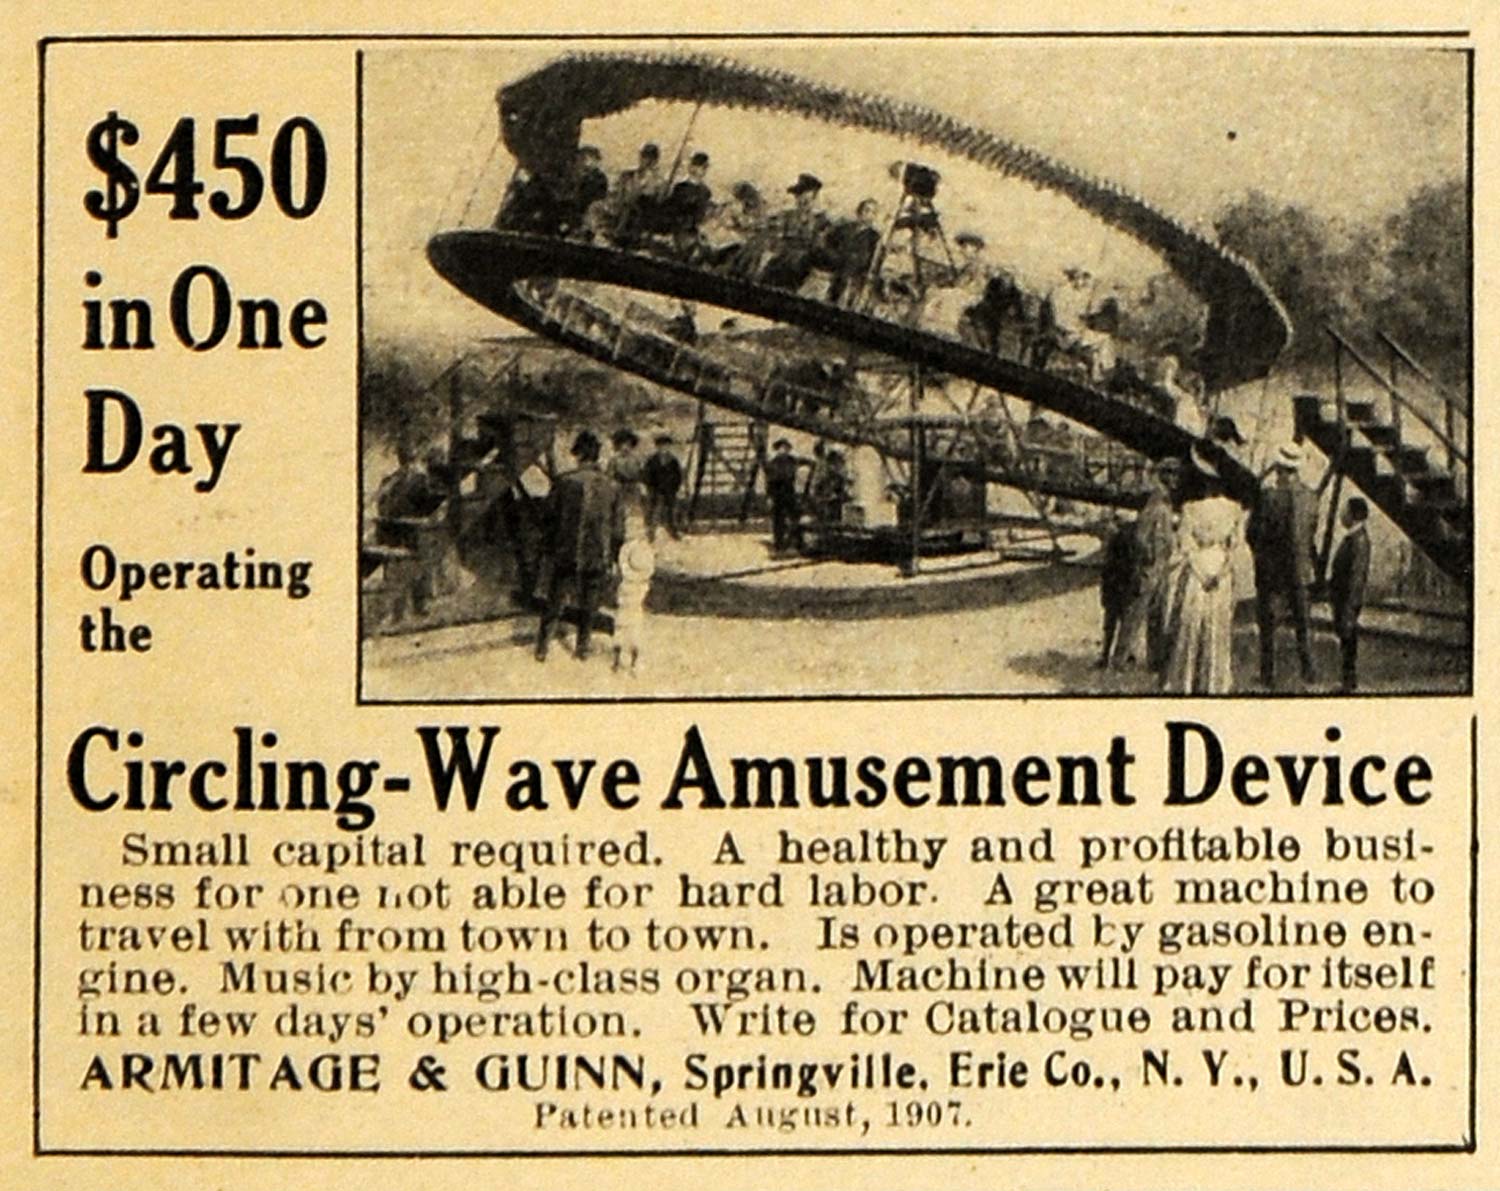 $450
in One
Day
Operating
the
Circling-Wave Amusement Device
Small capital required. A healthy and profitable busi-
ness for one not able for hard labor. A great machine to
travel with from town to town. Is operated by gasoline en-
gine. Music by high-class organ. Machine will pay for itself
in a few days' operation. Write for Catalogue and Prices.
ARMITAGE & GUINN, Springville, Erie Co., N. Y., U. S. A.
Patented August, 1907.